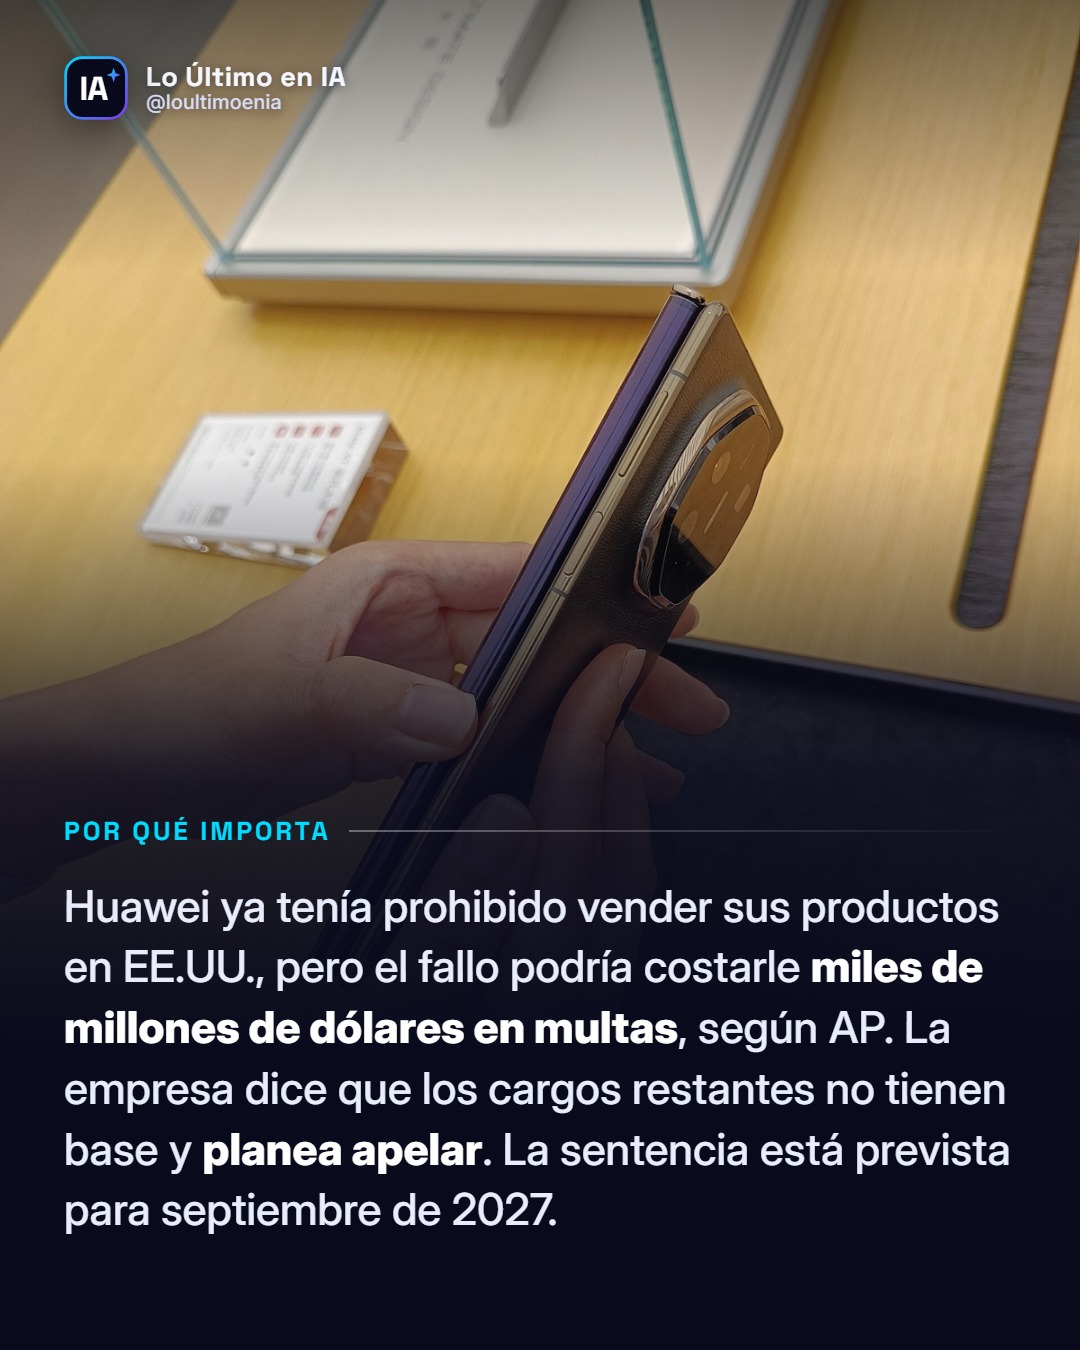 IA
Lo Último en IA
@loultimoenia
POR QUÉ IMPORTA
Huawei ya tenía prohibido vender sus productos
en EE.UU., pero el fallo podría costarle miles de
millones de dólares en multas, según AP. La
empresa dice que los cargos restantes no tienen
base y planea apelar. La sentencia está prevista
para septiembre de 2027.